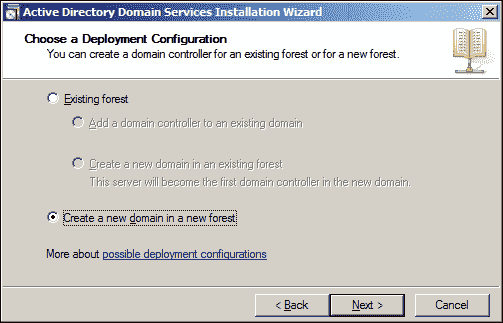 Active Directory Domain Services Installation Wizard
Choose a Deployment Configuration
You can create a domain controller for an existing forest or for a new forest.
Existing forest
Add a domain controller to an existing domain
Create a new domain in an existing forest
This server will become the first domain controller in the new domain.
Create a new domain in a new forest
More about possible deployment configurations
< Back Next > Cancel